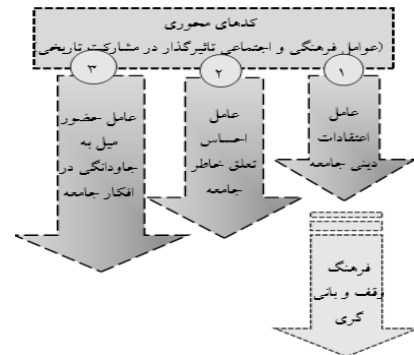 کدهای محوری
(عوامل فرهنگی و اجتماعی تاثیرگذار در مشارکت تاریخی)
۱
عامل
اعتقادات
دینی جامعه
۲
عامل
احساس
تعلق خاطر
جامعه
۳
عامل حضور
میل به
جاودانگی در
افکار جامعه
فرهنگ
وقف و بانی
گری